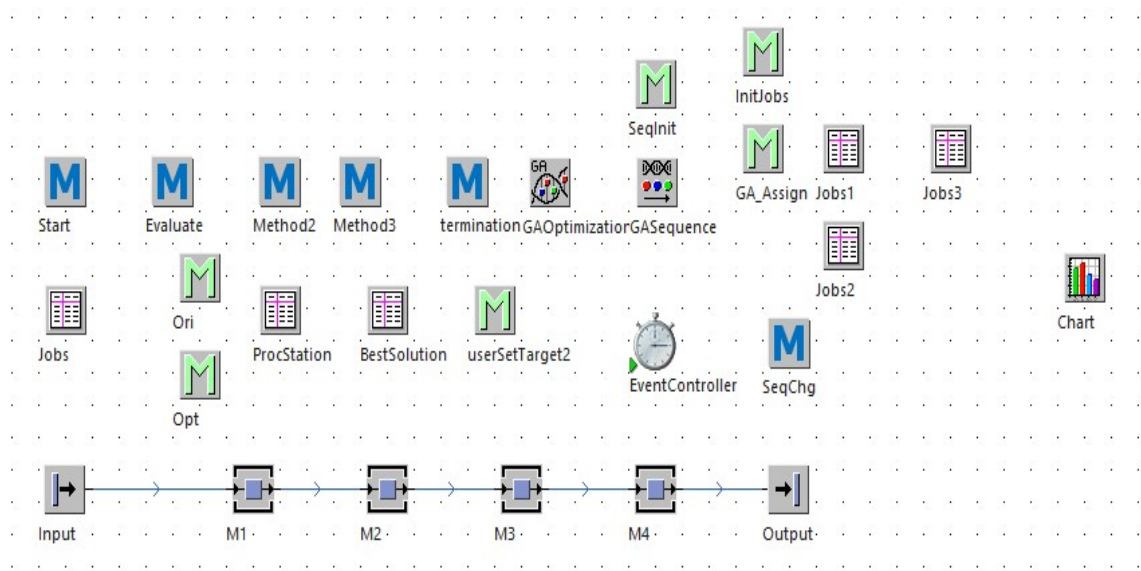 InitJobs
SeqInit
GA_Assign Jobs1 Jobs3
Start Evaluate Method2 Method3 termination GAOptimization GASequence
Jobs2
Ori Chart
Jobs ProcStation BestSolution userSetTarget2
EventController SeqChg
Opt
Input M1 M2 M3 M4 Output